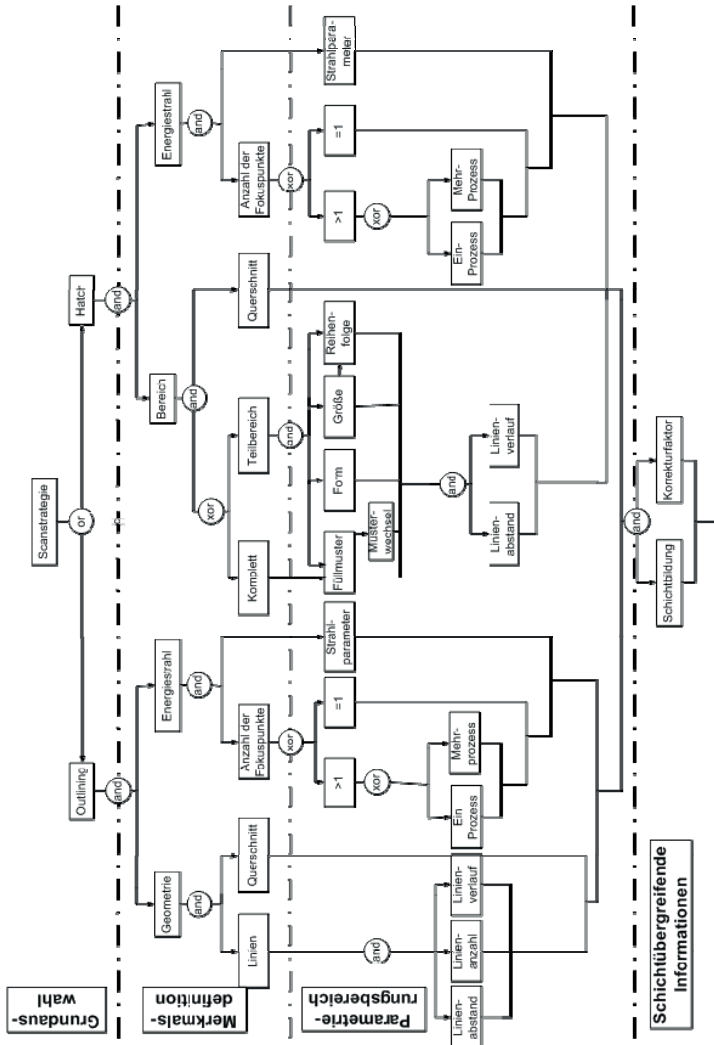 Scanstrategie
or
Grundaus-
wahl
Outlining
Hatch
and
and
Merkmals-
definition
Geometrie
Energiestrahl
Bereich
Energiestrahl
and
and
and
and
xor
Linien
Querschnitt
Anzahl der
Fokuspunkte
Komplett
Teilbereich
Querschnitt
Anzahl der
Fokuspunkte
xor
and
xor
Parametrie-
rungsbereich
>1
=1
Strahl-
parameter
Füllmuster
Form
Größe
Reihen-
folge
>1
=1
Strahlpara-
meter
and
xor
Muster-
wechsel
xor
Linien-
abstand
Linien-
anzahl
Linien-
verlauf
Ein
Prozess
Mehr-
prozess
and
Ein-
Prozess
Mehr-
Prozess
Linien-
abstand
Linien-
verlauf
Schichtübergreifende
Informationen
and
Schichtbildung
Korrekturfaktor